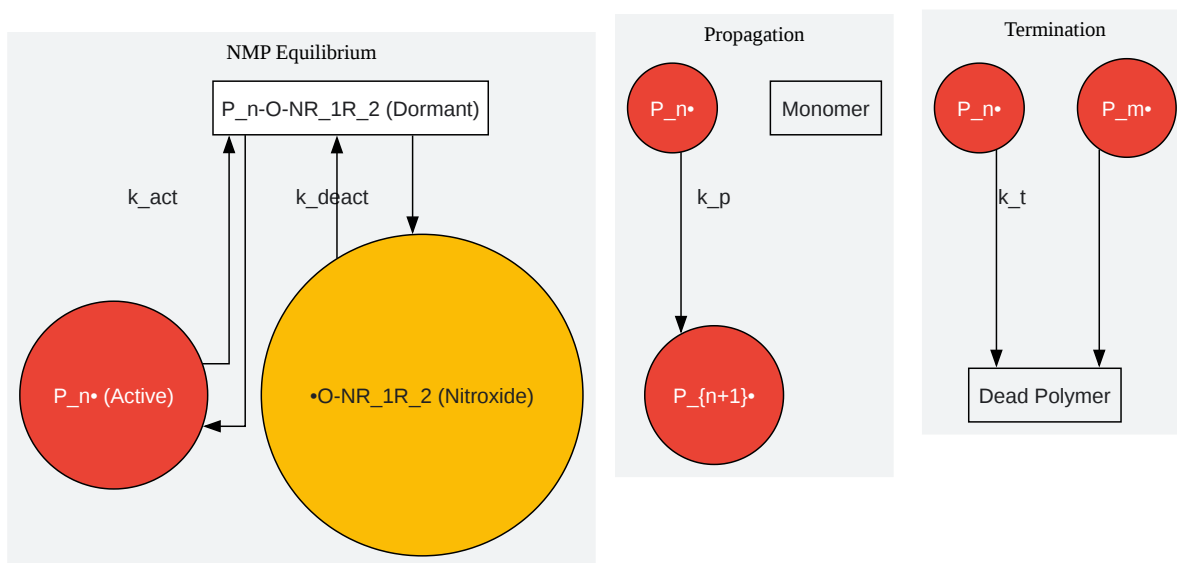 NMP Equilibrium
P_n-O-NR_1R_2 (Dormant)
k_act
k_deact
P_n• (Active)
•O-NR_1R_2 (Nitroxide)
Propagation
P_n•
Monomer
k_p
P_{n+1}•
Termination
P_n•
P_m•
k_t
Dead Polymer